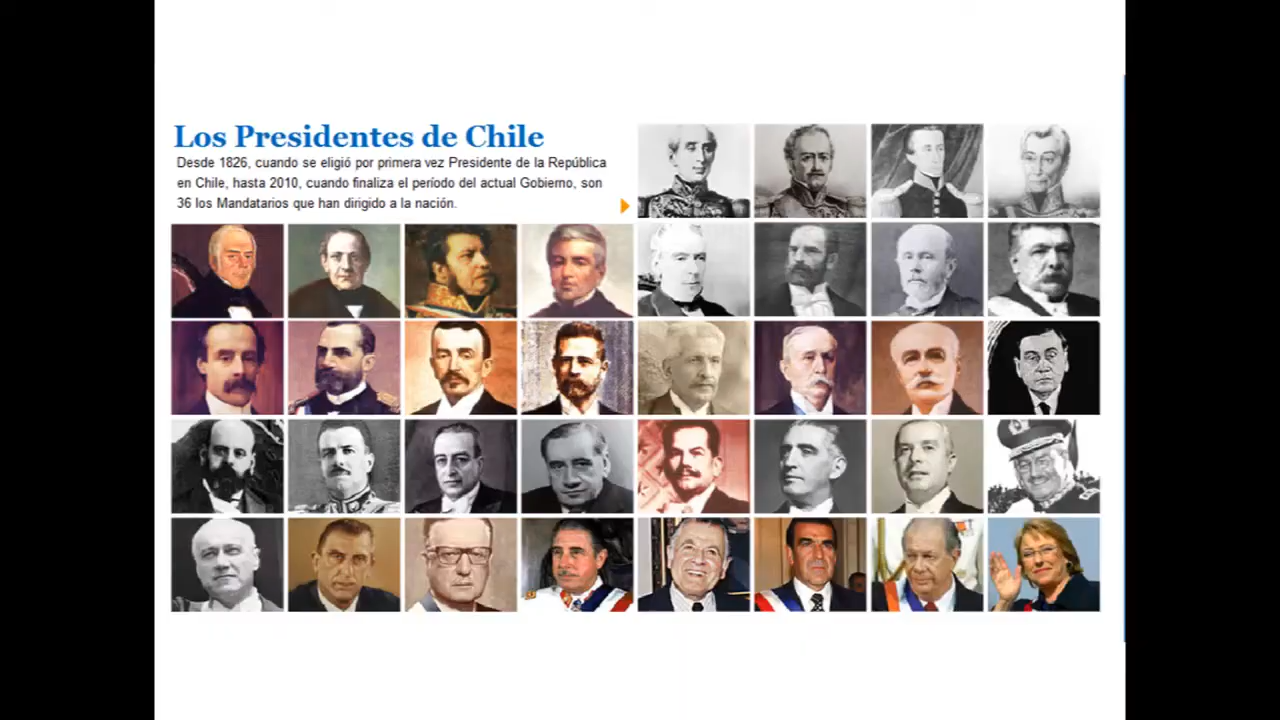 Los Presidentes de Chile
Desde 1826, cuando se eligió por primera vez Presidente de la República
en Chile, hasta 2010, cuando finaliza el período del actual Gobierno, son
36 los Mandatarios que han dirigido a la nación.